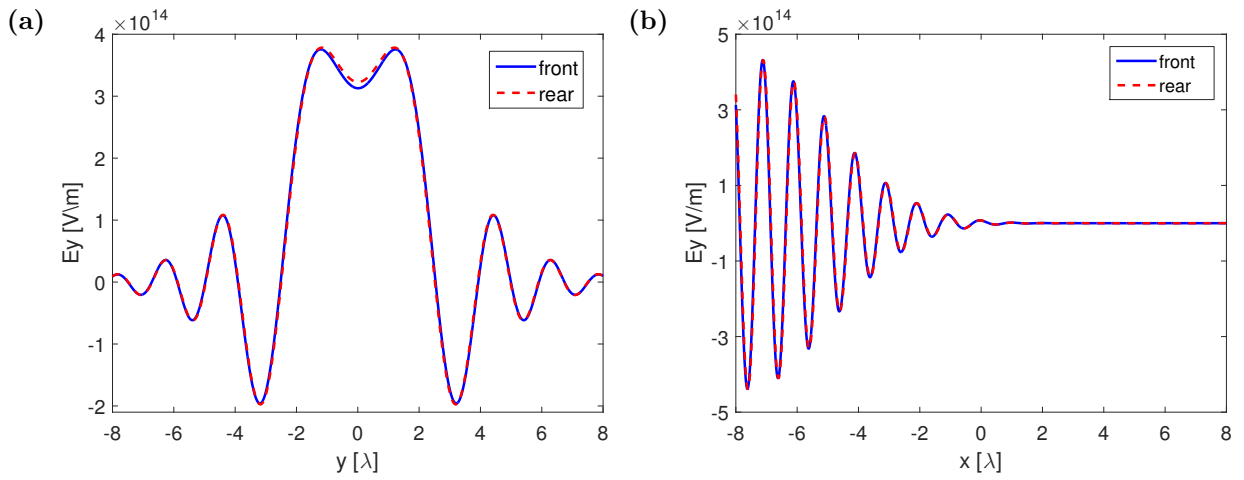 (a)
×10^14
4
3
2
1
0
-1
-2
Ey [V\m]
-8 -6 -4 -2 0 2 4 6 8
y [λ]
front
rear
(b)
×10^14
5
3
1
-1
-3
-5
Ey [V/m]
-8 -6 -4 -2 0 2 4 6 8
x [λ]
front
rear